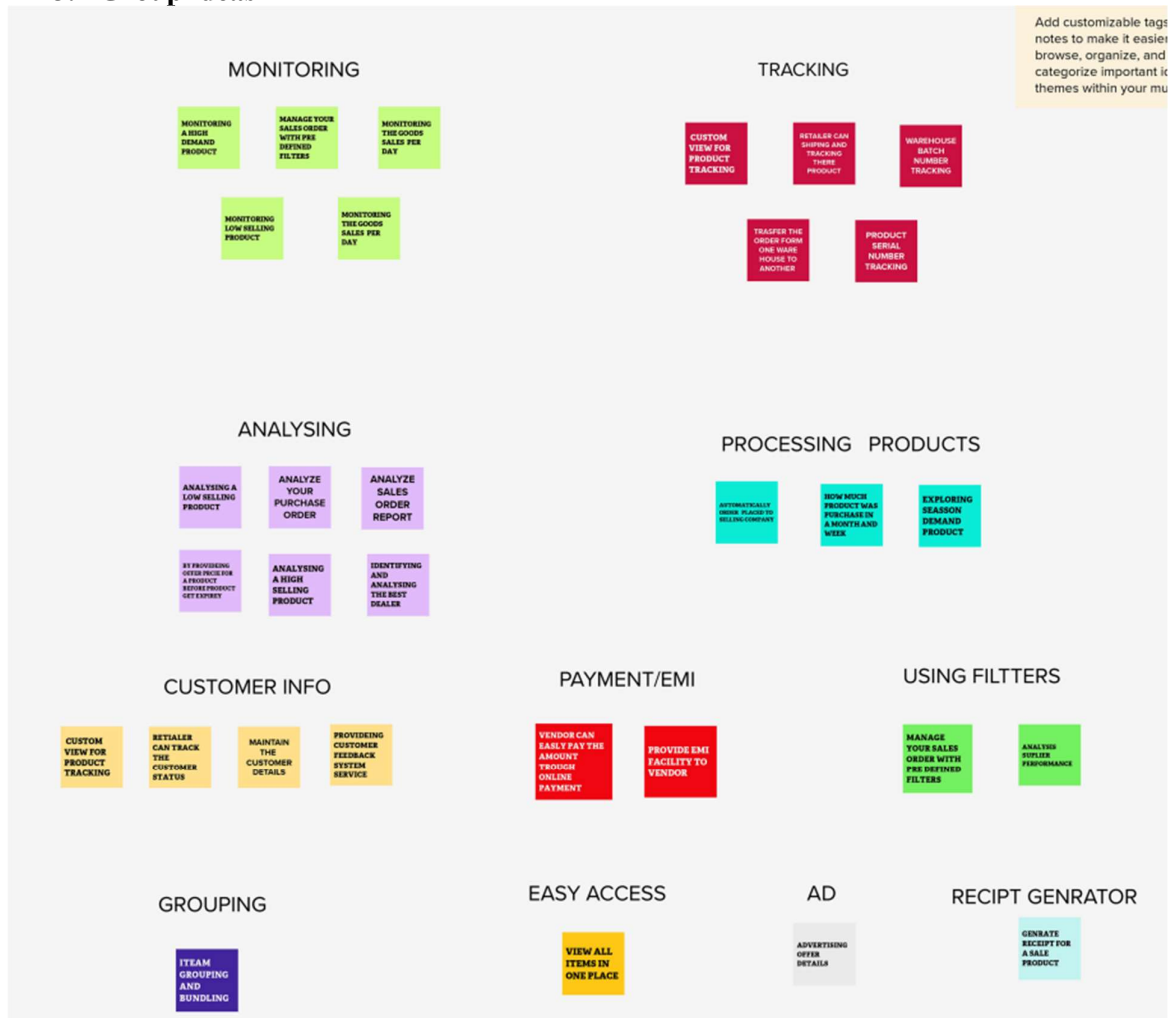 Add customizable tags
notes to make it easier
browse, organize, and
categorize important
themes within your
MONITORING
MONITORING
A HIGH
DEMAND
PRODUCT
MANAGE YOUR
SALES ORDER
WITH PRE
DEFINED
FILTERS
MONITORING
THE GOODS
SALES PER
DAY
MONITORING
LOW SELLING
PRODUCT
MONITORING
THE GOODS
SALES PER
DAY
TRACKING
CUSTOM
VIEW FOR
PRODUCT
TRACKING
RETAILER CAN
SHIPING AND
TRACKING
THERE
PRODUCT
WAREHOUSE
BATCH
NUMBER
TRACKING
TRASFER THE
ORDER FORM
ONE WARE
HOUSE TO
ANOTHER
PRODUCT
SERIAL
NUMBER
TRACKING
ANALYSING
ANALYSING A
LOW SELLING
PRODUCT
ANALYZE
YOUR
PURCHASE
ORDER
ANALYZE
SALES
ORDER
REPORT
BY PROVIDEING
OFFER PRCIE FOR
A PRODUCT
BEFORE PRODUCT
GET EXPIREY
ANALYSING
A HIGH
SELLING
PRODUCT
IDENTIFYING
AND
ANALYSING
THE BEST
DEALER
PROCESSING PRODUCTS
AUTOMATICALLY
ORDER PLACED TO
SELLING COMPANY
HOW MUCH
PRODUCT WAS
PURCHASE IN
A MONTH AND
WEEK
EXPLORING
SEASSON
DEMAND
PRODUCT
CUSTOMER INFO
CUSTOM
VIEW FOR
PRODUCT
TRACKING
RETIALER
CAN TRACK
THE
CUSTOMER
STATUS
MAINTAIN
THE
CUSTOMER
DETAILS
PROVIDEING
CUSTOMER
FEEDBACK
SYSTEM
SERVICE
PAYMENT/EMI
VENDOR CAN
EASLY PAY THE
AMOUNT
TROUGH
ONLINE
PAYMENT
PROVIDE EMI
FACILITY TO
VENDOR
USING FILTTERS
MANAGE
YOUR SALES
ORDER WITH
PRE DEFINED
FILTERS
ANALYSIS
SUPLIER
PERFORMANCE
GROUPING
ITEAM
GROUPING
AND
BUNDLING
EASY ACCESS
VIEW ALL
ITEMS IN
ONE PLACE
AD
ADVERTISING
OFFER
DETAILS
RECIPT GENRATOR
GENRATE
RECEIPT FOR
A SALE
PRODUCT